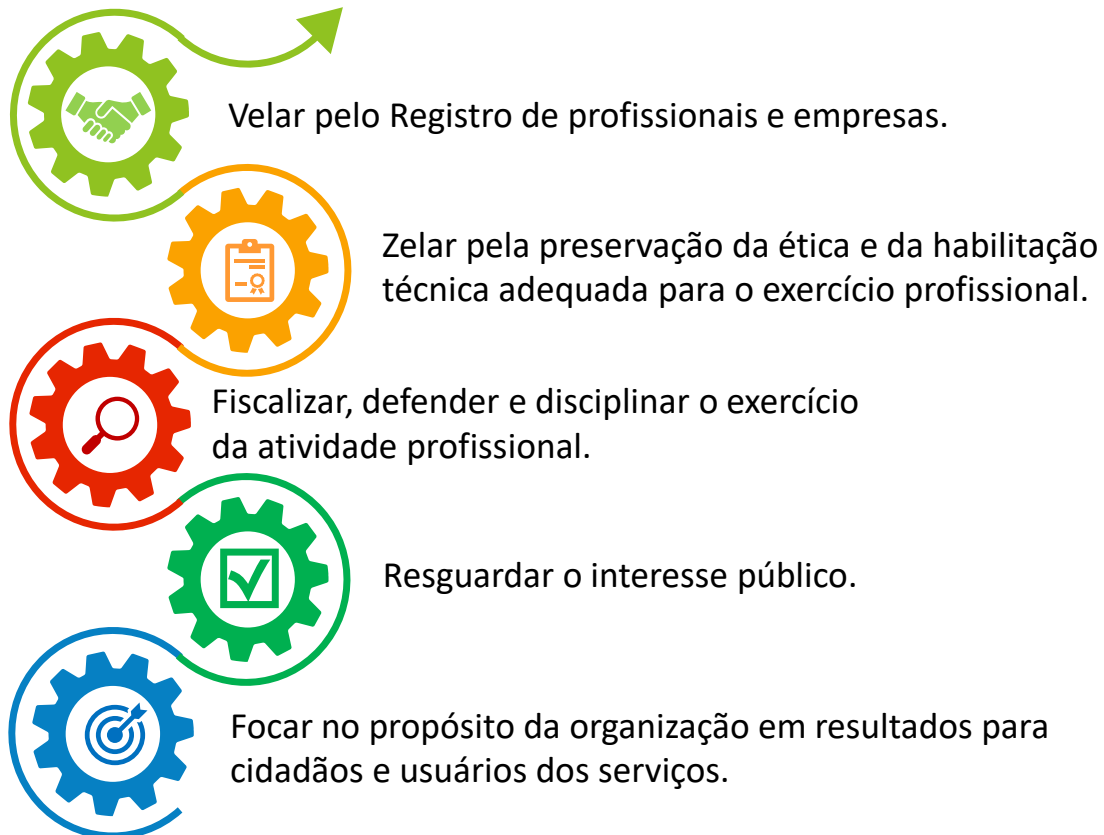 Velar pelo Registro de profissionais e empresas.
Zelar pela preservação da ética e da habilitação
técnica adequada para o exercício profissional.
Fiscalizar, defender e disciplinar o exercício
da atividade profissional.
Resguardar o interesse público.
Focar no propósito da organização em resultados para
cidadãos e usuários dos serviços.